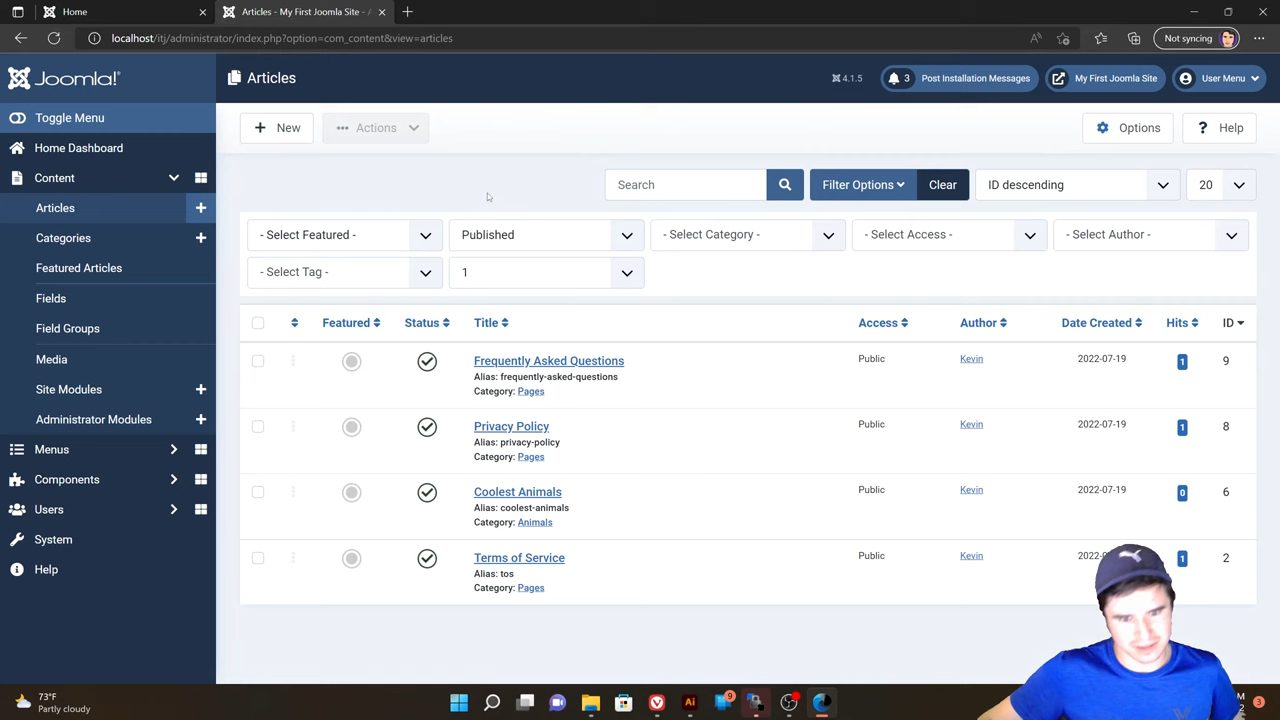 Home
Articles - My First Joomla Site - A
localhost/itj/administrator/index.php?option=com_content&view=articles
Not syncing
Joomla!
Articles
4.1.5
3
Post Installation Messages
My First Joomla Site
User Menu
Toggle Menu
Home Dashboard
Content
Articles
Categories
Featured Articles
Fields
Field Groups
Media
Site Modules
Administrator Modules
Menus
Components
Users
System
Help
New
Actions
Options
Help
Search
Filter Options
Clear
ID descending
20
- Select Featured -
Published
- Select Category -
- Select Access -
- Select Author -
- Select Tag -
1
Featured Status Title Access Author Date Created Hits ID
Frequently Asked Questions Public Kevin 2022-07-19 1 9
Alias: frequently-asked-questions
Category: Pages
Privacy Policy Public Kevin 2022-07-19 1 8
Alias: privacy-policy
Category: Pages
Coolest Animals Public Kevin 2022-07-19 0 6
Alias: coolest-animals
Category: Animals
Terms of Service Public Kevin 1 2
Alias: tos
Category: Pages
73°F
Partly cloudy
Ai
9
3